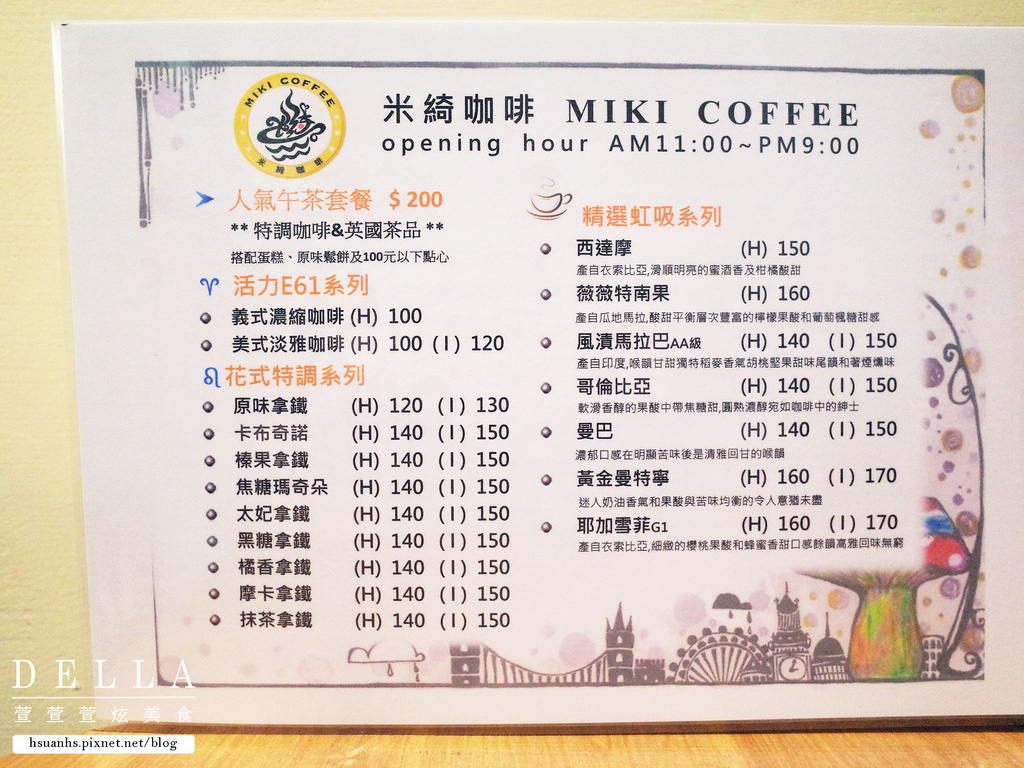 MIKI COFFEE
米綺咖啡
米綺咖啡 MIKI COFFEE
opening hour AM11:00~PM9:00
人氣午茶套餐 $200
** 特調咖啡&英國茶品 **
搭配蛋糕、原味鬆餅及100元以下點心
活力E61系列
義式濃縮咖啡 (H) 100
美式淡雅咖啡 (H) 100 (I) 120
花式特調系列
原味拿鐵 (H) 120 (I) 130
卡布奇諾 (H) 140 (I) 150
榛果拿鐵 (H) 140 (I) 150
焦糖瑪奇朵 (H) 140 (I) 150
太妃拿鐵 (H) 140 (I) 150
黑糖拿鐵 (H) 140 (I) 150
橘香拿鐵 (H) 140 (I) 150
摩卡拿鐵 (H) 140 (I) 150
抹茶拿鐵 (H) 140 (I) 150
精選虹吸系列
西達摩 (H) 150
產自衣索比亞,滑順明亮的蜜酒香及柑橘酸甜
薇薇特南果 (H) 160
產自瓜地馬拉,酸甜平衡層次豐富的檸檬果酸和葡萄楓糖甜感
風漬馬拉巴AA級 (H) 140 (I) 150
產自印度,喉韻甘甜獨特稻麥香氣胡桃堅果甜味尾韻和著煙燻味
哥倫比亞 (H) 140 (I) 150
軟滑香醇的果酸中帶焦糖甜,圓熟濃醇宛如咖啡中的紳士
曼巴 (H) 140 (I) 150
濃郁口感在明顯苦味後是清雅回甘的喉韻
黃金曼特寧 (H) 160 (I) 170
迷人奶油香氣和果酸與苦味均衡的令人意猶未盡
耶加雪菲G1 (H) 160 (I) 170
產自衣索比亞,細緻的櫻桃果酸和蜂蜜香甜口感餘韻高雅回味無窮
DELLA
萱萱萱炫美食
hsuanhs.pixnet.net/blog